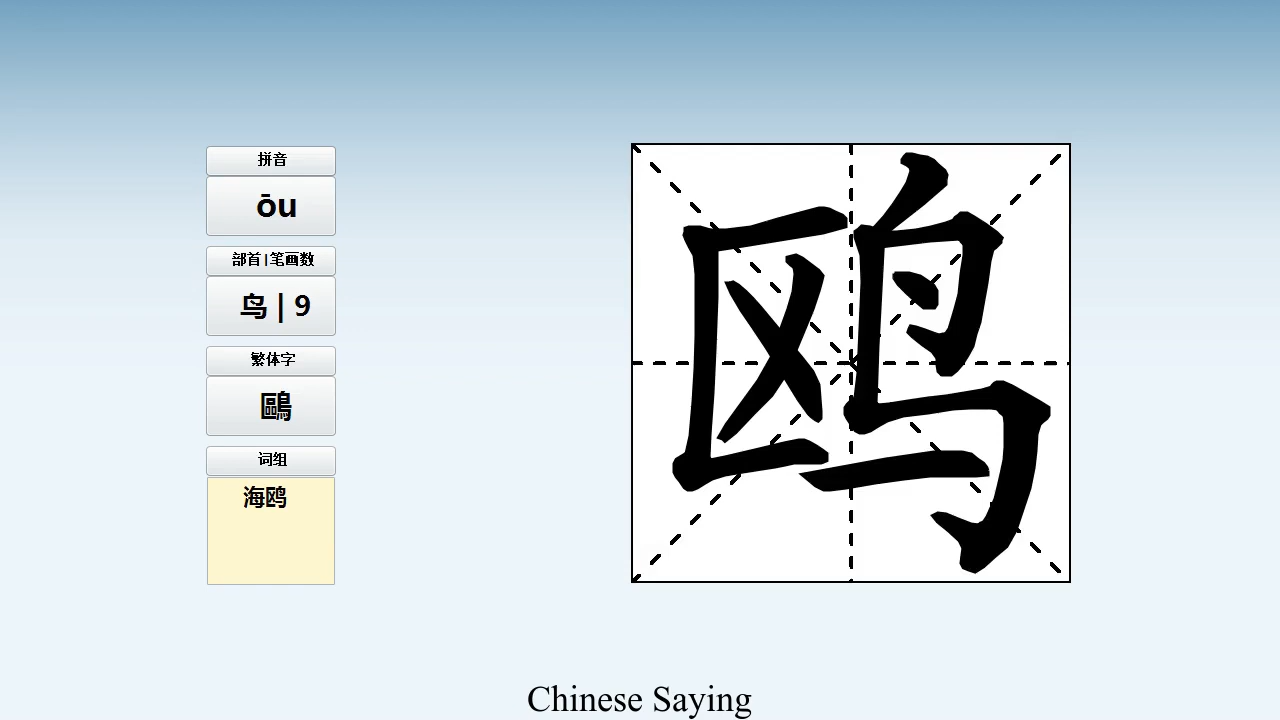 拼音
ōu
部首|笔画数
鸟 | 9
繁体字
鷗
词组
海鸥
鸥
Chinese Saying